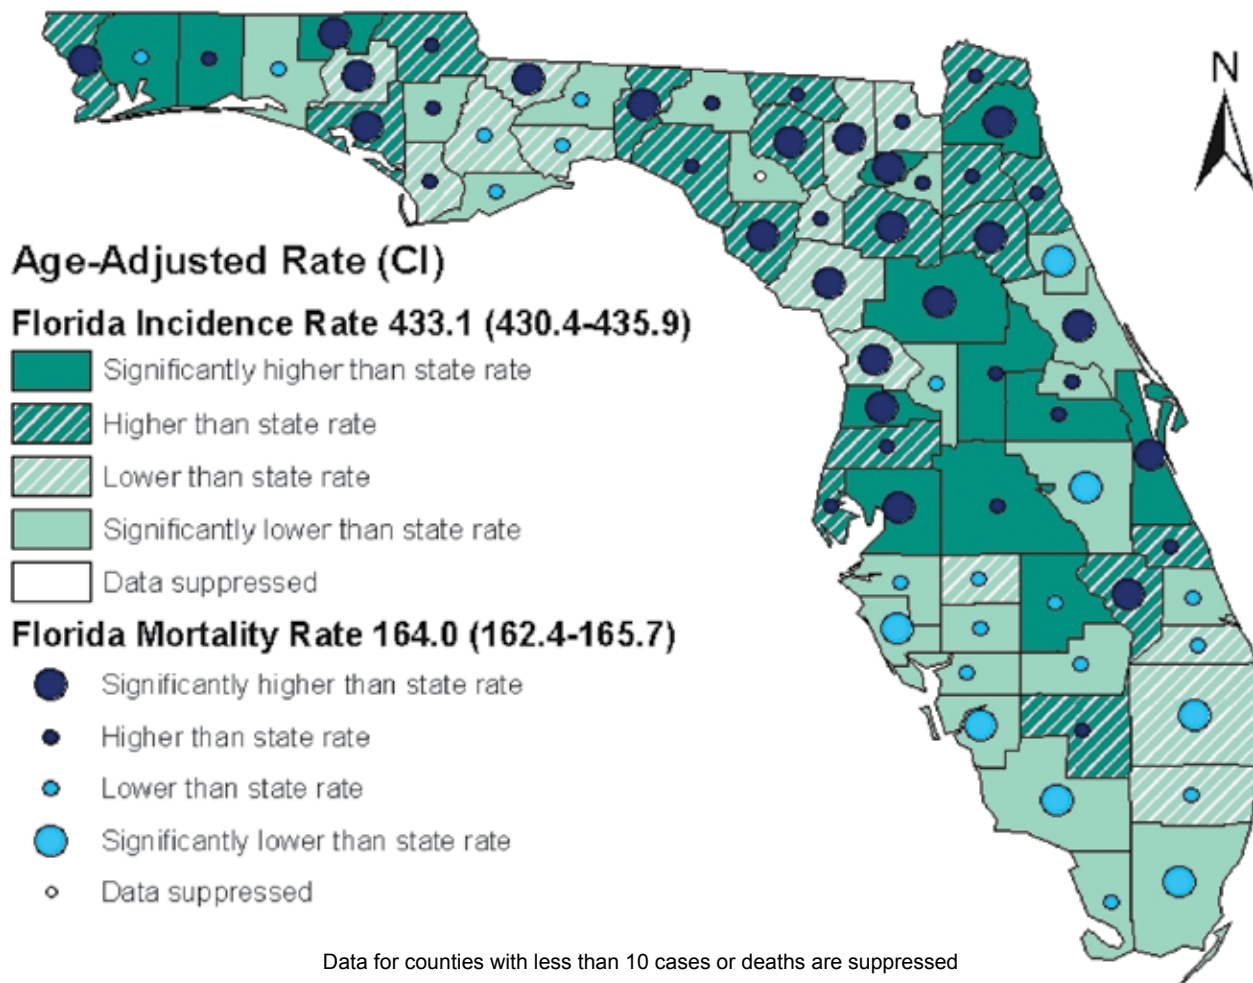 N
Age-Adjusted Rate (CI)
Florida Incidence Rate 433.1 (430.4-435.9)
Significantly higher than state rate
Higher than state rate
Lower than state rate
Significantly lower than state rate
Data suppressed
Florida Mortality Rate 164.0 (162.4-165.7)
Significantly higher than state rate
Higher than state rate
Lower than state rate
Significantly lower than state rate
Data suppressed
Data for counties with less than 10 cases or deaths are suppressed